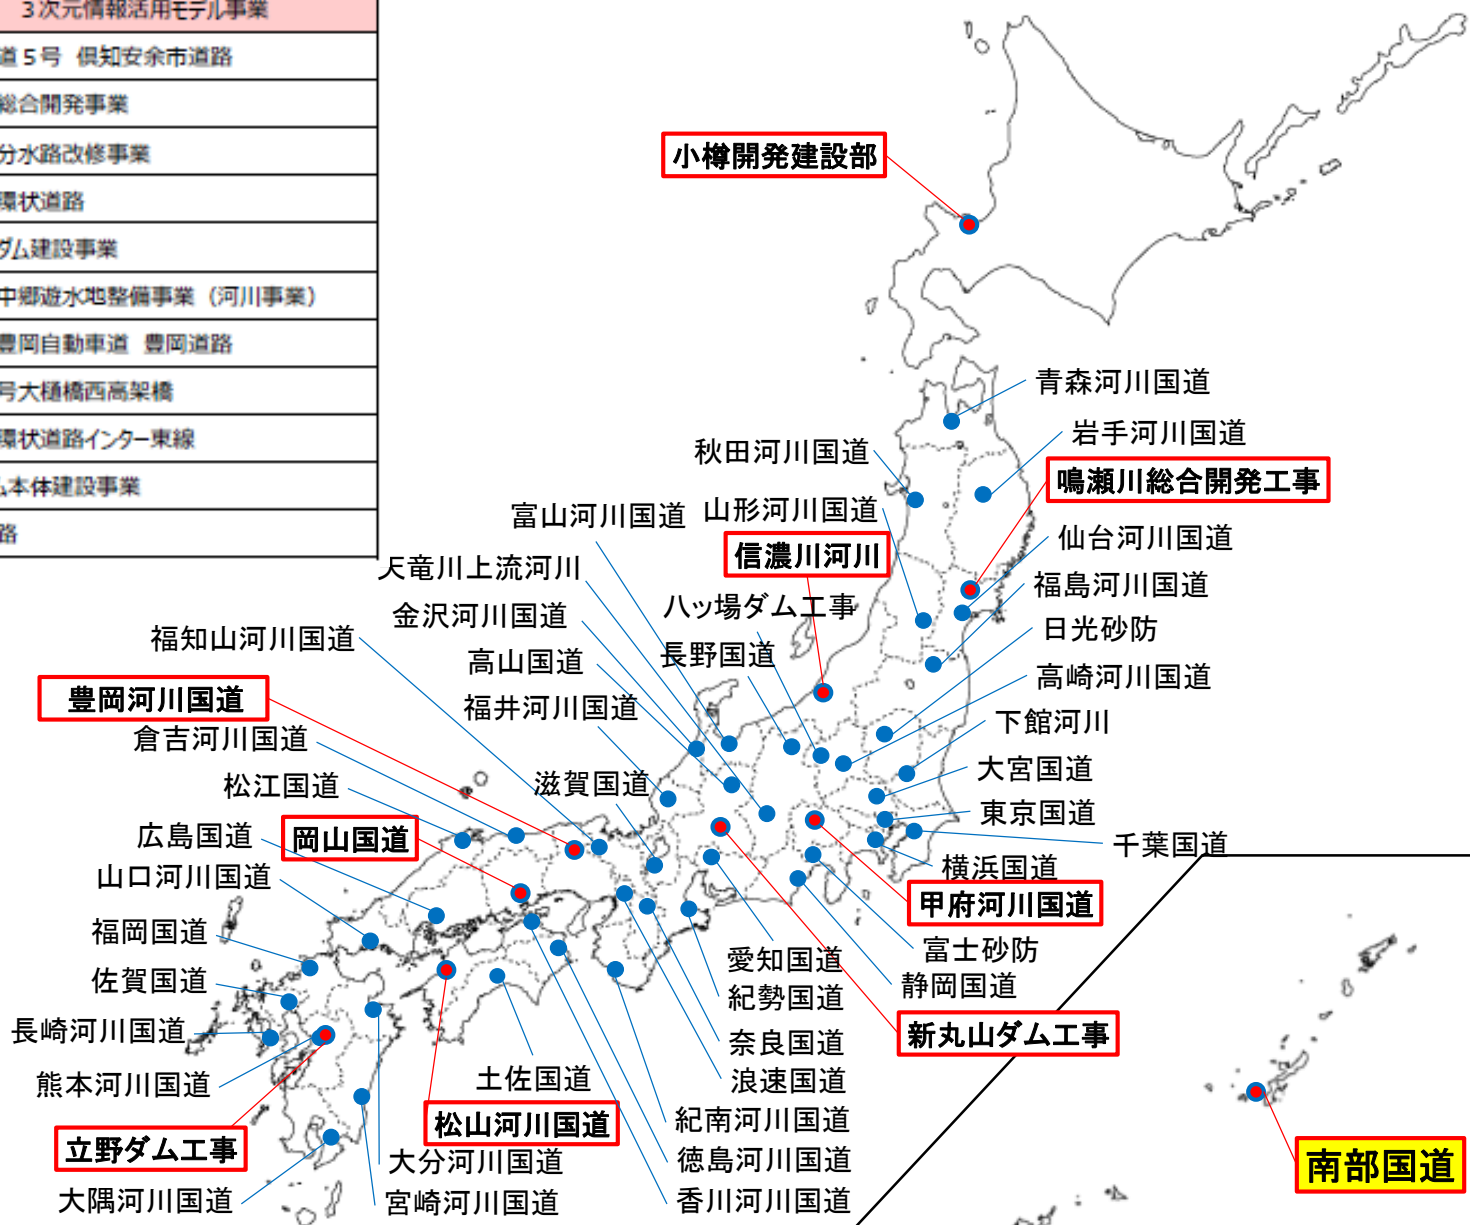 ３次元情報活用モデル事業
道５号 倶知安余市道路
総合開発事業
分水路改修事業
環状道路
ダム建設事業
中郷遊水地整備事業（河川事業）
豊岡自動車道 豊岡道路
号大樋橋西高架橋
環状道路インター東線
ム本体建設事業
路
小樽開発建設部
青森河川国道
岩手河川国道
秋田河川国道
鳴瀬川総合開発工事
富山河川国道
山形河川国道
仙台河川国道
信濃川河川
天竜川上流河川
福島河川国道
八ッ場ダム工事
金沢河川国道
日光砂防
福知山河川国道
高山国道
長野国道
高崎河川国道
豊岡河川国道
福井河川国道
下館河川
倉吉河川国道
大宮国道
松江国道
滋賀国道
東京国道
広島国道
岡山国道
千葉国道
横浜国道
山口河川国道
甲府河川国道
福岡国道
富士砂防
愛知国道
佐賀国道
静岡国道
紀勢国道
長崎河川国道
新丸山ダム工事
奈良国道
熊本河川国道
土佐国道
浪速国道
松山河川国道
紀南河川国道
立野ダム工事
大分河川国道
徳島河川国道
南部国道
大隅河川国道
宮崎河川国道
香川河川国道